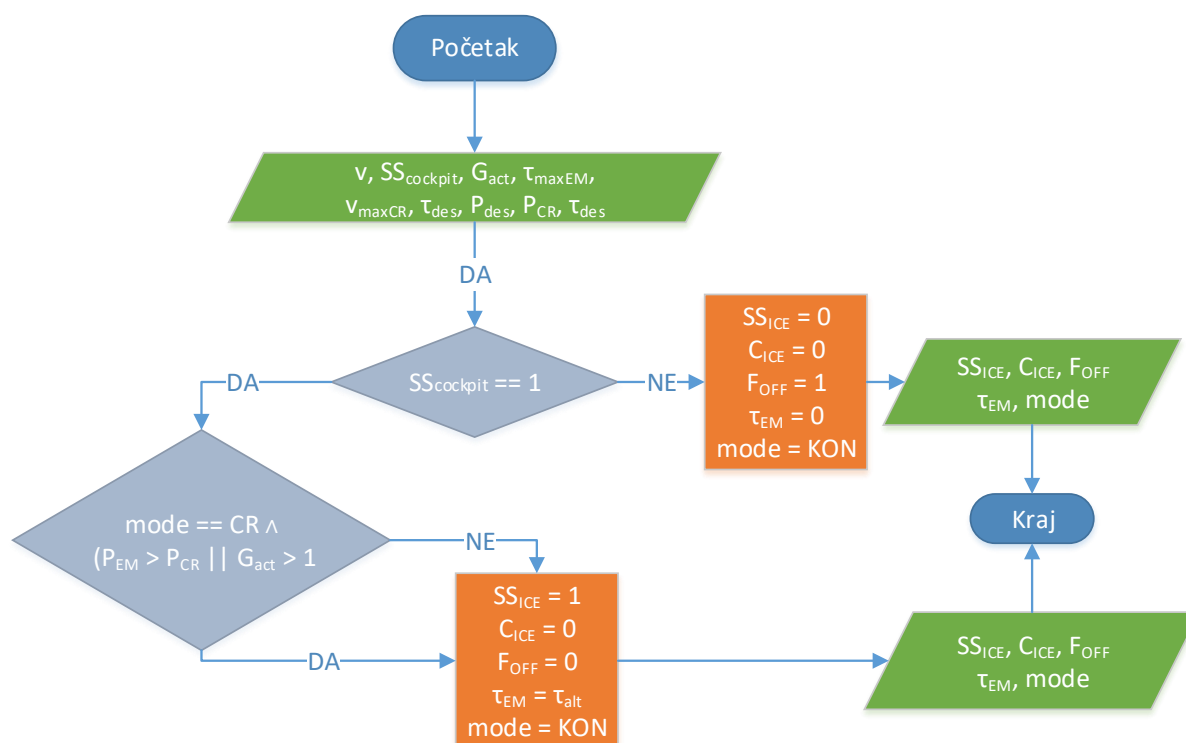 Početak
v, SScockpit, Gact, τmaxEM,
vmaxCR, τdes, Pdes, PCR, τdes
DA
SScockpit == 1
DA
NE
SSICE = 0
CICE = 0
FOFF = 1
τEM = 0
mode = KON
SSICE, CICE, FOFF
τEM, mode
Kraj
mode == CR ∧
(PEM > PCR || Gact > 1
NE
DA
SSICE = 1
CICE = 0
FOFF = 0
τEM = τalt
mode = KON
SSICE, CICE, FOFF
τEM, mode